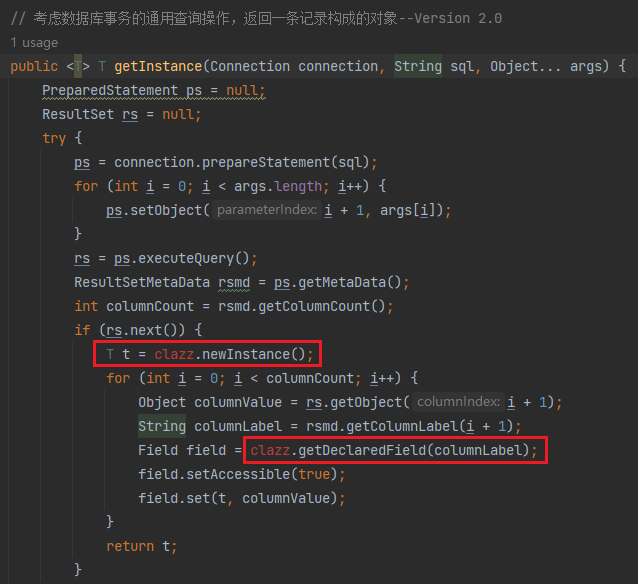 // 考虑数据库事务的通用查询操作，返回一条记录构成的对象--Version 2.0
1 usage
public <T> T getInstance(Connection connection, String sql, Object... args) {
PreparedStatement ps = null;
ResultSet rs = null;
try {
ps = connection.prepareStatement(sql);
for (int i = 0; i < args.length; i++) {
ps.setObject( parameterIndex: i + 1, args[i]);
}
rs = ps.executeQuery();
ResultSetMetaData rsmd = ps.getMetaData();
int columnCount = rsmd.getColumnCount();
if (rs.next()) {
T t = clazz.newInstance();
for (int i = 0; i < columnCount; i++) {
Object columnValue = rs.getObject( columnIndex: i + 1);
String columnLabel = rsmd.getColumnLabel(i + 1);
Field field = clazz.getDeclaredField(columnLabel);
field.setAccessible(true);
field.set(t, columnValue);
}
return t;
}